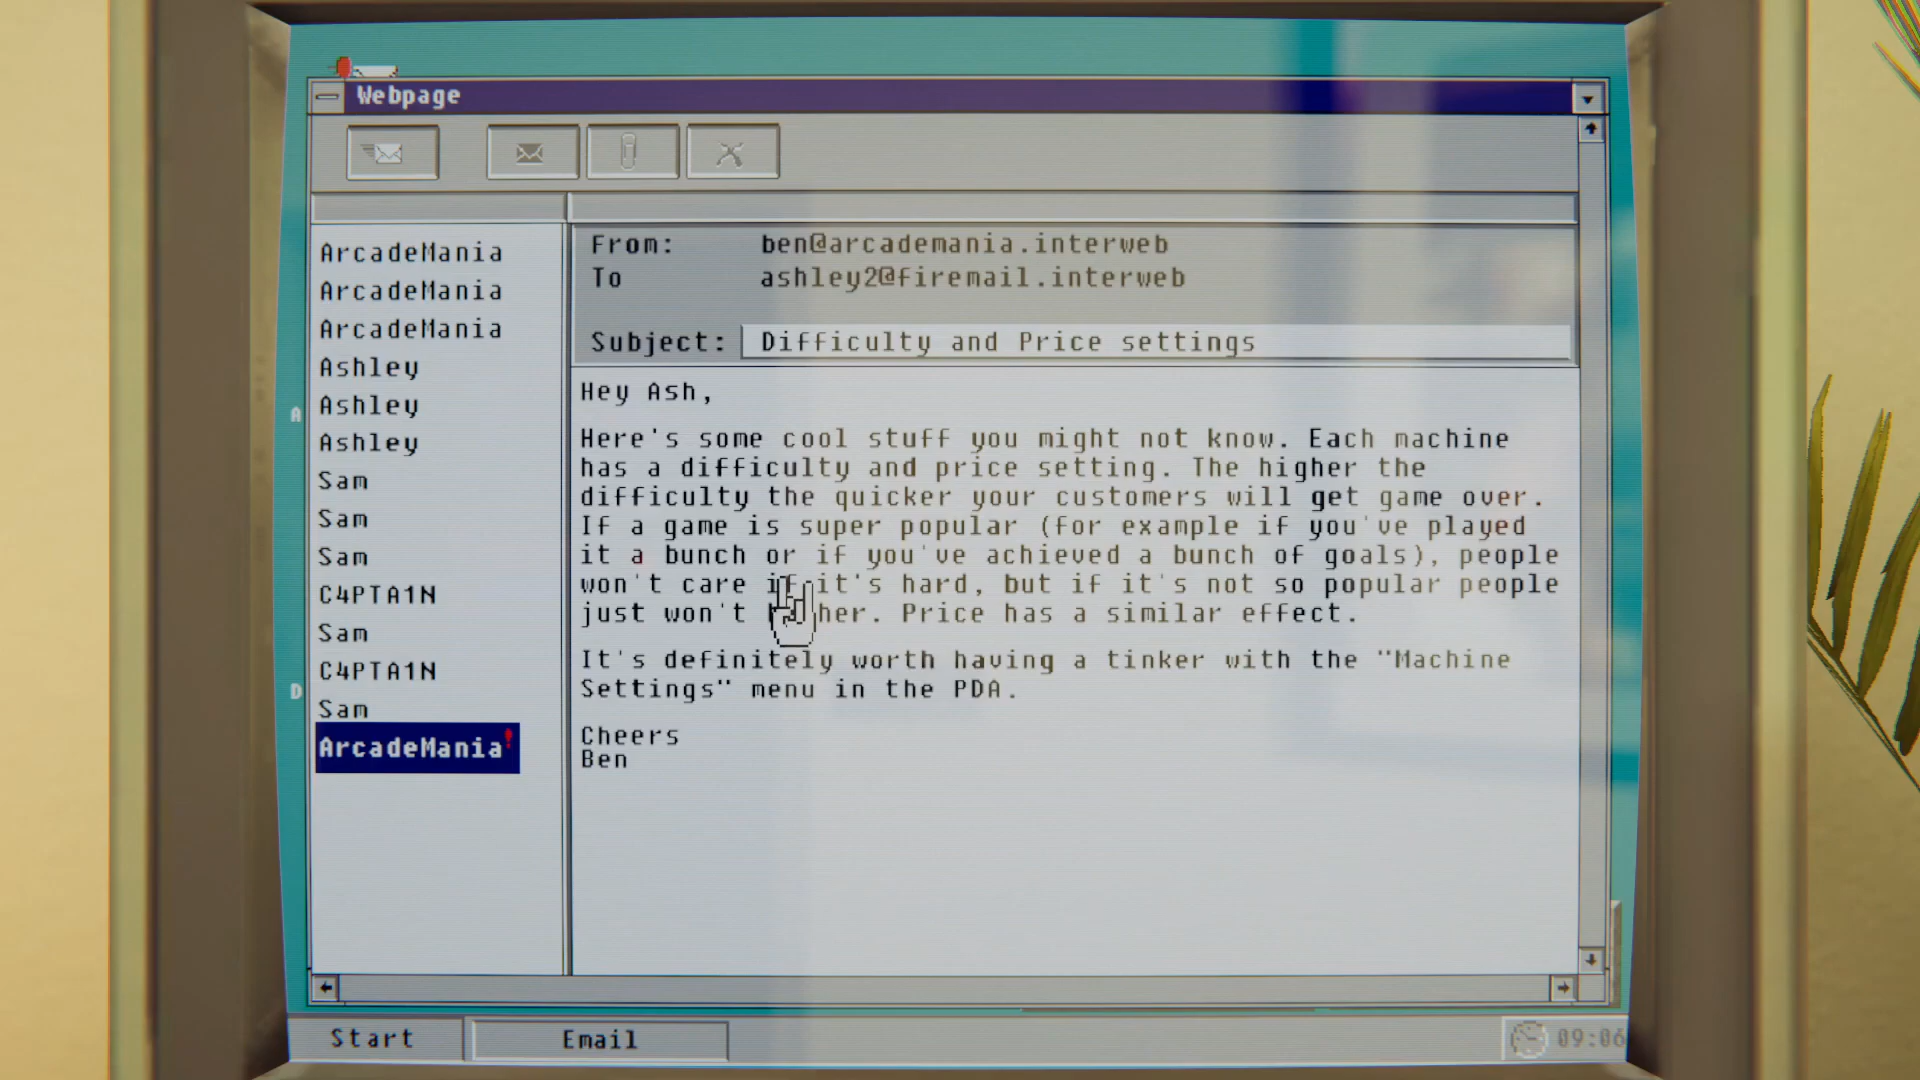 Webpage
ArcadeMania
ArcadeMania
ArcadeMania
Ashley
Ashley
Ashley
Sam
Sam
Sam
C4PTA1N
Sam
C4PTA1N
Sam
ArcadeMania!
From: ben@arcademania.interweb
To ashley2@firemail.interweb
Subject: Difficulty and Price settings
Hey Ash,
Here's some cool stuff you might not know. Each machine
has a difficulty and price setting. The higher the
difficulty the quicker your customers will get game over.
If a game is super popular (for example if you've played
it a bunch or if you've achieved a bunch of goals), people
won't care if it's hard, but if it's not so popular people
just won't bother. Price has a similar effect.
It's definitely worth having a tinker with the "Machine
Settings" menu in the PDA.
Cheers
Ben
A
D
Start
Email
09:06